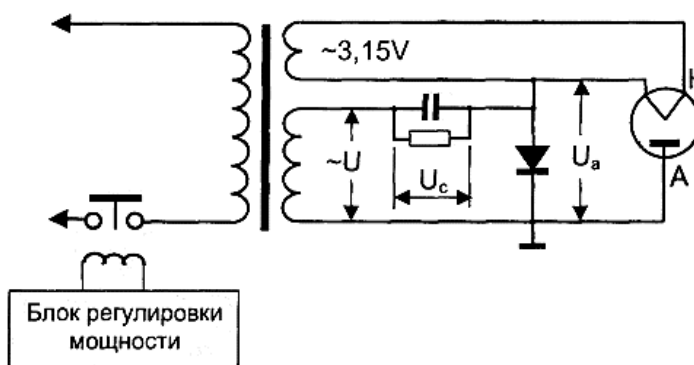 ~3,15V
~U
U_c
U_a
А
Блок регулировки
мощности